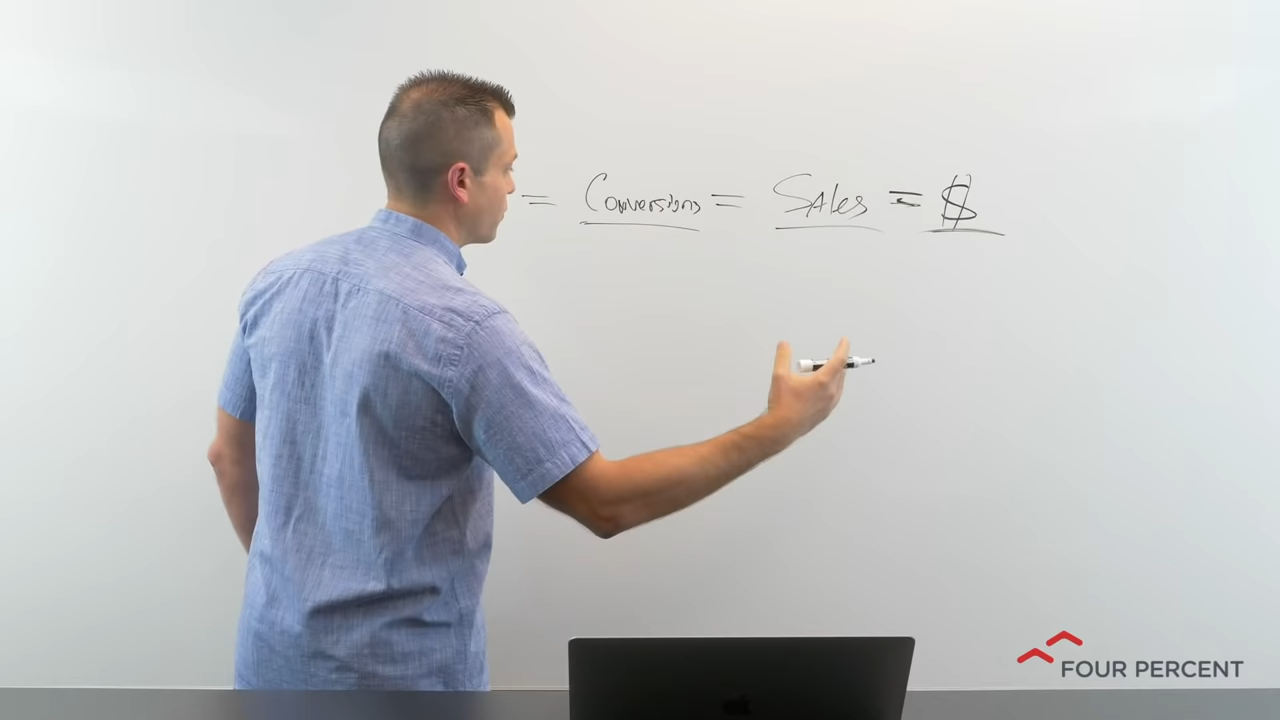 = Conversions = Sales = $
FOUR PERCENT